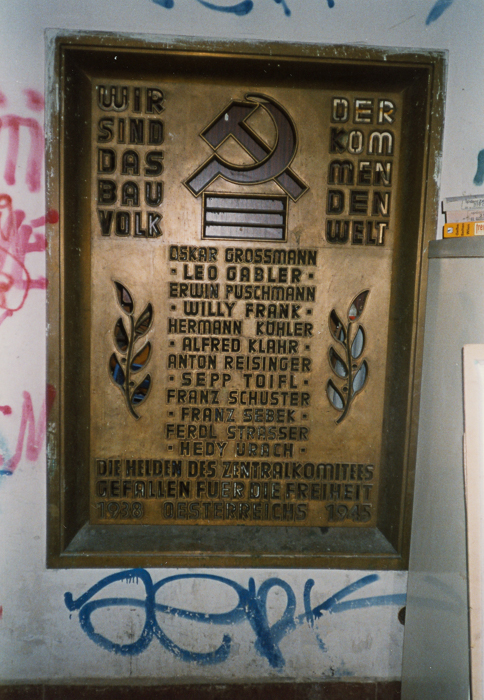 WIR
SIND
DAS
BAU
VOLK
DER
KOM
MEN
DEN
WELT
OSKAR GROSSMANN
· LEO GABLER ·
ERWIN PUSCHMANN
· WILLY FRANK ·
HERMANN KÖHLER
· ALFRED KLAHR ·
ANTON REISINGER
· SEPP TOIFL ·
FRANZ SCHUSTER
· FRANZ SEBEK ·
FERDL STRASSER
· HEDY URACH ·
DIE HELDEN DES ZENTRALKOMITEES
GEFALLEN FUER DIE FREIHEIT
1938 OESTERREICHS 1945